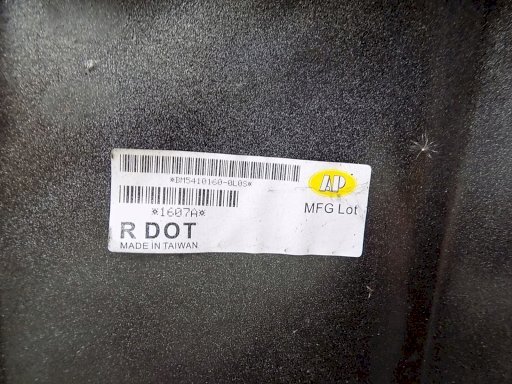 *BM5410160-0L0S*
AP
*1607A*
MFG Lot
R DOT
MADE IN TAIWAN